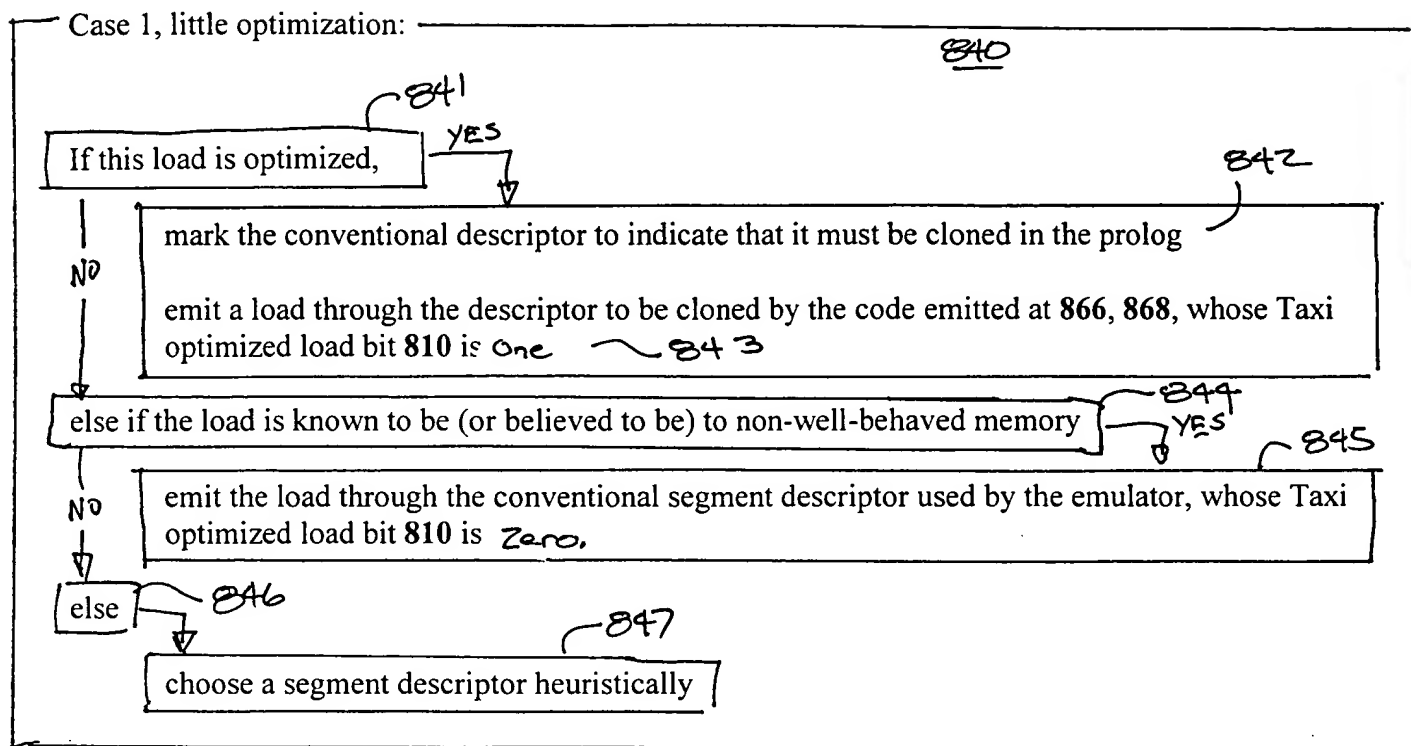 Case 1, little optimization:
840
841
If this load is optimized,
YES
842
mark the conventional descriptor to indicate that it must be cloned in the prolog
NO
emit a load through the descriptor to be cloned by the code emitted at 866, 868, whose Taxi
optimized load bit 810 is one 843
844
else if the load is known to be (or believed to be) to non-well-behaved memory
YES
845
NO
emit the load through the conventional segment descriptor used by the emulator, whose Taxi
optimized load bit 810 is zero.
else
846
847
choose a segment descriptor heuristically